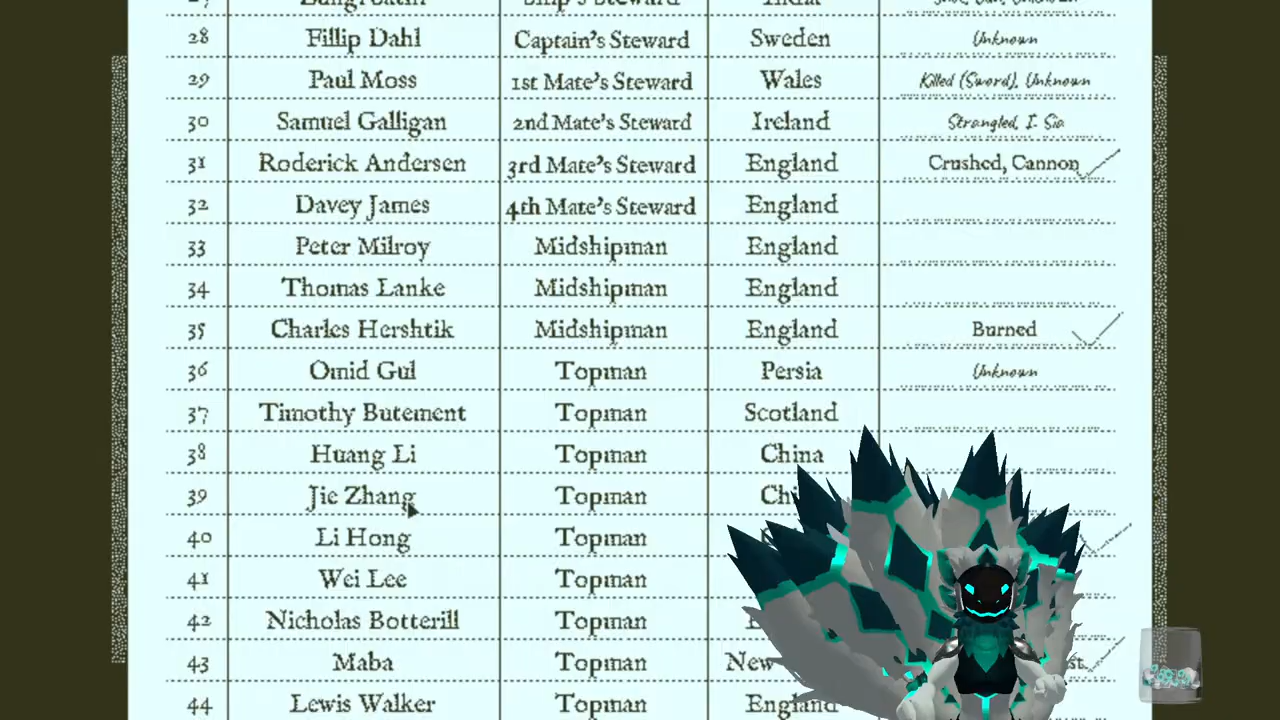 28 Fillip Dahl Captain's Steward Sweden Unknown
29 Paul Moss 1st Mate's Steward Wales Killed (Sword), Unknown
30 Samuel Galligan 2nd Mate's Steward Ireland Strangled, I. Sia
31 Roderick Andersen 3rd Mate's Steward England Crushed, Cannon
32 Davey James 4th Mate's Steward England
33 Peter Milroy Midshipman England
34 Thomas Lanke Midshipman England
35 Charles Hershtik Midshipman England Burned
36 Omid Gul Topman Persia Unknown
37 Timothy Butement Topman Scotland
38 Huang Li Topman China
39 Jie Zhang Topman
40 Li Hong Topman
41 Wei Lee Topman
42 Nicholas Botterill Topman
43 Maba Topman New
44 Lewis Walker Topman England